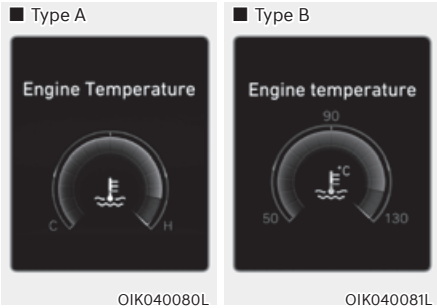 ■ Type A
Engine Temperature
C
H
OIK040080L
■ Type B
Engine temperature
90
°C
50
130
OIK040081L